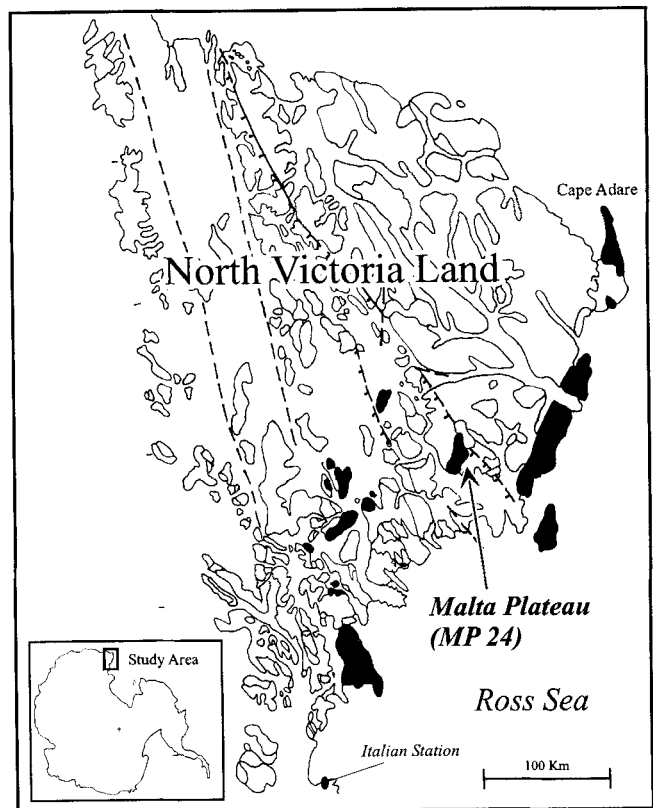 Cape Adare
North Victoria Land
Malta Plateau
(MP 24)
Study Area
Ross Sea
Italian Station
100 Km